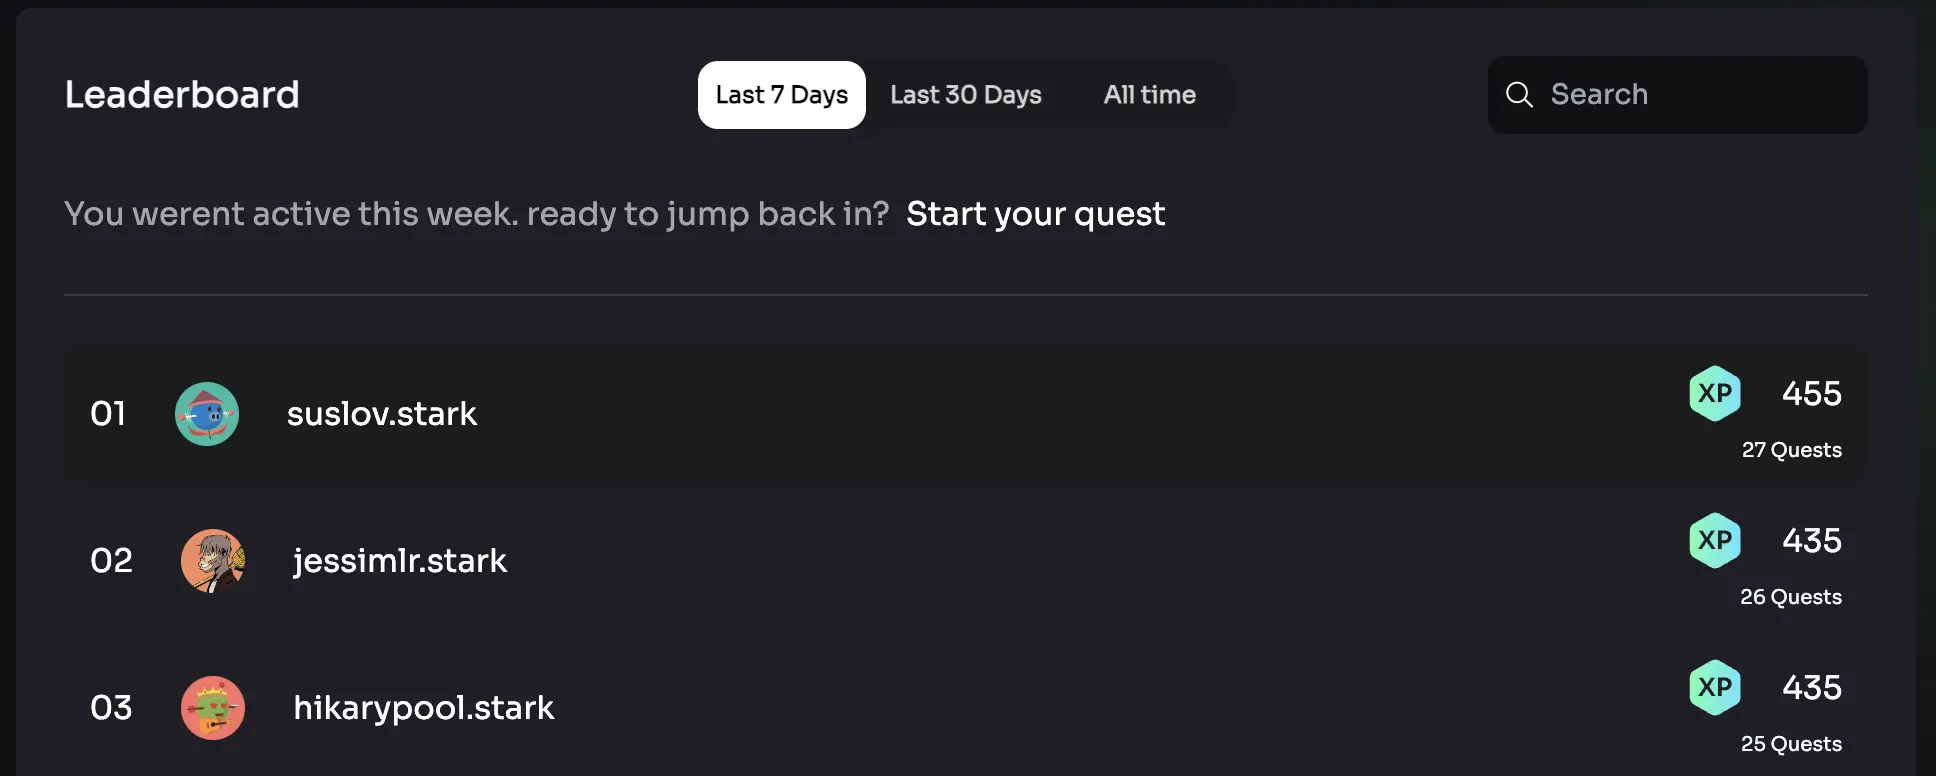 Leaderboard
Last 7 Days
Last 30 Days
All time
Search
You werent active this week. ready to jump back in? Start your quest
01
suslov.stark
XP
455
27 Quests
02
jessimlr.stark
XP
435
26 Quests
03
hikarypool.stark
XP
435
25 Quests